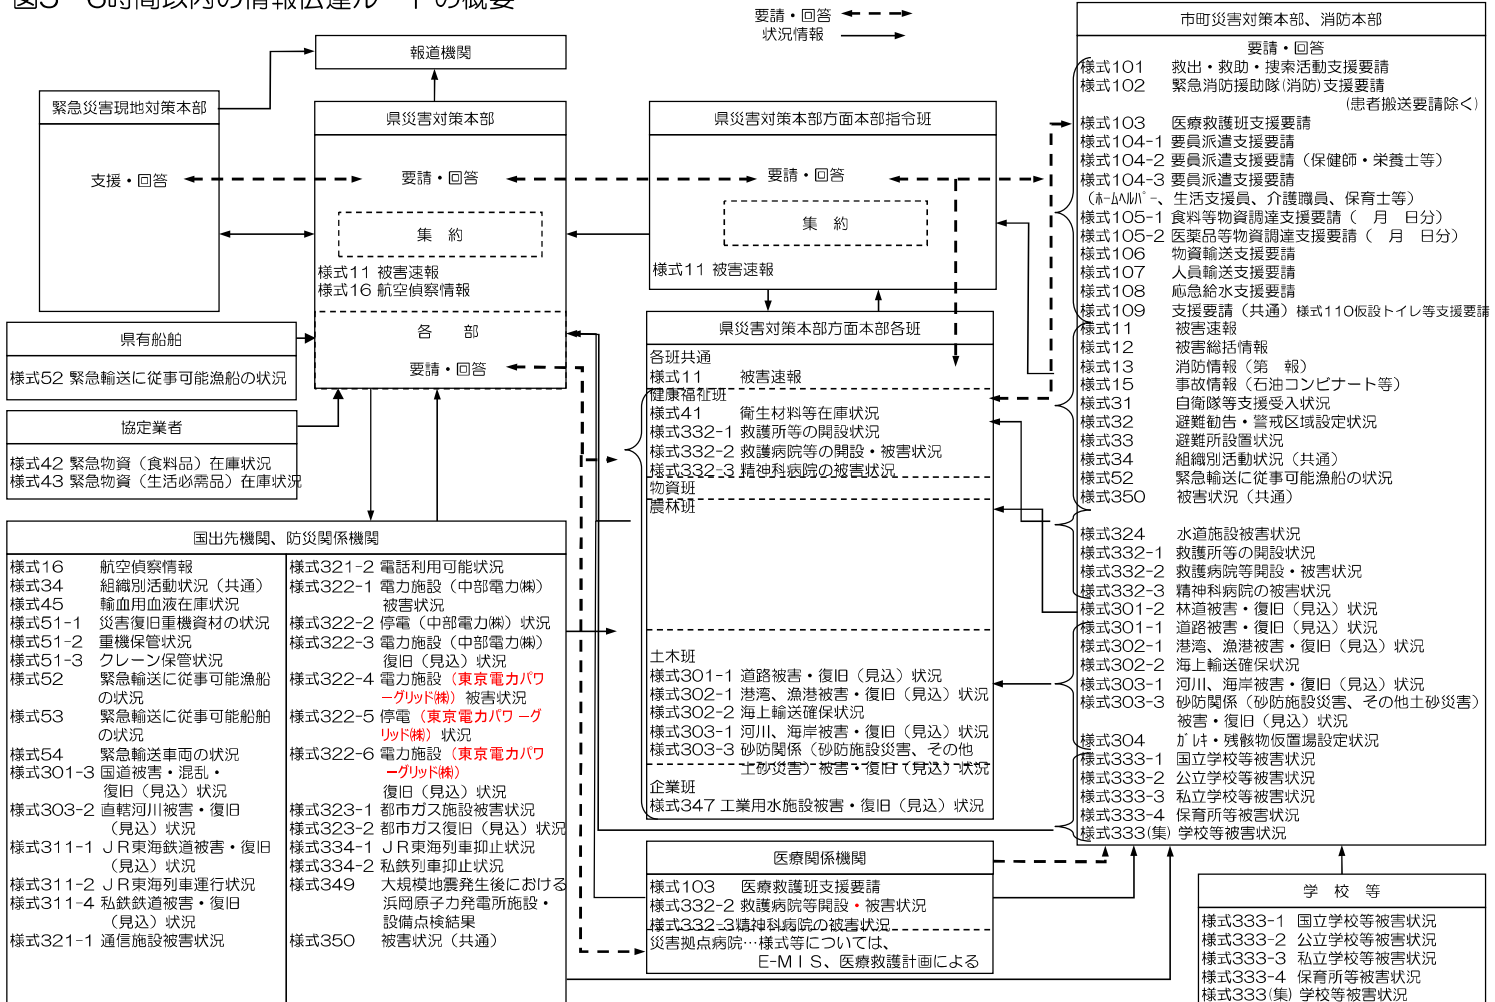 図3　6時間以内の情報伝達ルートの概要
要請・回答
状況情報
報道機関
緊急災害現地対策本部
支援・回答
県災害対策本部
要請・回答
集　約
様式11 被害速報
様式16 航空偵察情報
各　　部
要請・回答
県災害対策本部方面本部指令班
要請・回答
集　約
様式11 被害速報
県有船舶
様式52 緊急輸送に従事可能漁船の状況
協定業者
様式42 緊急物資（食料品）在庫状況
様式43 緊急物資（生活必需品）在庫状況
国出先機関、防災関係機関
様式16　航空偵察情報
様式34　組織別活動状況（共通）
様式45　輸血用血液在庫状況
様式51-1　災害復旧重機資材の状況
様式51-2　重機保管状況
様式51-3　クレーン保管状況
様式52　緊急輸送に従事可能漁船
の状況
様式53　緊急輸送に従事可能船舶
の状況
様式54　緊急輸送車両の状況
様式301-3 国道被害・混乱・
復旧（見込）状況
様式303-2 直轄河川被害・復旧
（見込）状況
様式311-1 ＪＲ東海鉄道被害・復旧
（見込）状況
様式311-2 ＪＲ東海列車運行状況
様式311-4 私鉄鉄道被害・復旧
（見込）状況
様式321-1 通信施設被害状況
様式321-2 電話利用可能状況
様式322-1 電力施設（中部電力㈱）
被害状況
様式322-2 停電（中部電力㈱）状況
様式322-3 電力施設（中部電力㈱）
復旧（見込）状況
様式322-4 電力施設（東京電力パワ
ーグリッド㈱）被害状況
様式322-5 停電（東京電力パワーグ
リッド㈱）状況
様式322-6 電力施設（東京電力パワ
ーグリッド㈱）
復旧（見込）状況
様式323-1 都市ガス施設被害状況
様式323-2 都市ガス復旧（見込）状況
様式334-1 ＪＲ東海列車抑止状況
様式334-2 私鉄列車抑止状況
様式349　大規模地震発生後における
浜岡原子力発電所施設・
設備点検結果
様式350　被害状況（共通）
県災害対策本部方面本部各班
各班共通
様式11　被害速報
健康福祉班
様式41　衛生材料等在庫状況
様式332-1 救護所等の開設状況
様式332-2 救護病院等の開設・被害状況
様式332-3 精神科病院の被害状況
物資班
農林班
土木班
様式301-1 道路被害・復旧（見込）状況
様式302-1 港湾、漁港被害・復旧（見込）状況
様式302-2 海上輸送確保状況
様式303-1 河川、海岸被害・復旧（見込）状況
様式303-3 砂防関係（砂防施設災害、その他
土砂災害）被害・復旧（見込）状況
企業班
様式347 工業用水施設被害・復旧（見込）状況
医療関係機関
様式103　医療救護班支援要請
様式332-2 救護病院等開設・被害状況
様式332-3精神科病院の被害状況
災害拠点病院…様式等については、
E-MＩS、医療救護計画による
市町災害対策本部、消防本部
要請・回答
様式101　救出・救助・捜索活動支援要請
様式102　緊急消防援助隊(消防)支援要請
（患者搬送要請除く）
様式103　医療救護班支援要請
様式104-1 要員派遣支援要請
様式104-2 要員派遣支援要請（保健師・栄養士等）
様式104-3 要員派遣支援要請
（ﾎｰﾑﾍﾙﾊﾟｰ、生活支援員、介護職員、保育士等）
様式105-1 食料等物資調達支援要請（　月　日分）
様式105-2 医薬品等物資調達支援要請（　月　日分）
様式106　物資輸送支援要請
様式107　人員輸送支援要請
様式108　応急給水支援要請
様式109　支援要請（共通）様式110仮設トイレ等支援要請
様式11　被害速報
様式12　被害総括情報
様式13　消防情報（第　報）
様式15　事故情報（石油コンビナート等）
様式31　自衛隊等支援受入状況
様式32　避難勧告・警戒区域設定状況
様式33　避難所設置状況
様式34　組織別活動状況（共通）
様式52　緊急輸送に従事可能漁船の状況
様式350　被害状況（共通）
様式324　水道施設被害状況
様式332-1 救護所等の開設状況
様式332-2 救護病院等開設・被害状況
様式332-3 精神科病院の被害状況
様式301-2 林道被害・復旧（見込）状況
様式301-1 道路被害・復旧（見込）状況
様式302-1 港湾、漁港被害・復旧（見込）状況
様式302-2 海上輸送確保状況
様式303-1 河川、海岸被害・復旧（見込）状況
様式303-3 砂防関係（砂防施設災害、その他土砂災害）
被害・復旧（見込）状況
様式304　ガレキ・残骸物仮置場設定状況
様式333-1 国立学校等被害状況
様式333-2 公立学校等被害状況
様式333-3 私立学校等被害状況
様式333-4 保育所等被害状況
様式333(集) 学校等被害状況
学　校　等
様式333-1 国立学校等被害状況
様式333-2 公立学校等被害状況
様式333-3 私立学校等被害状況
様式333-4 保育所等被害状況
様式333(集) 学校等被害状況